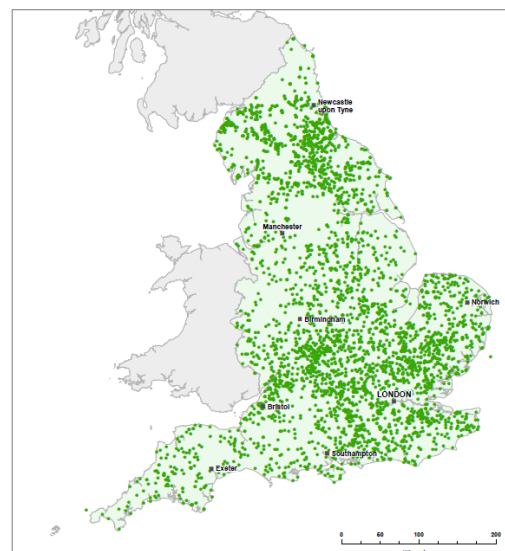 Newcastle
upon Tyne
Manchester
Birmingham
Norwich
LONDON
Bristol
Southampton
Exeter
0 50 100 200